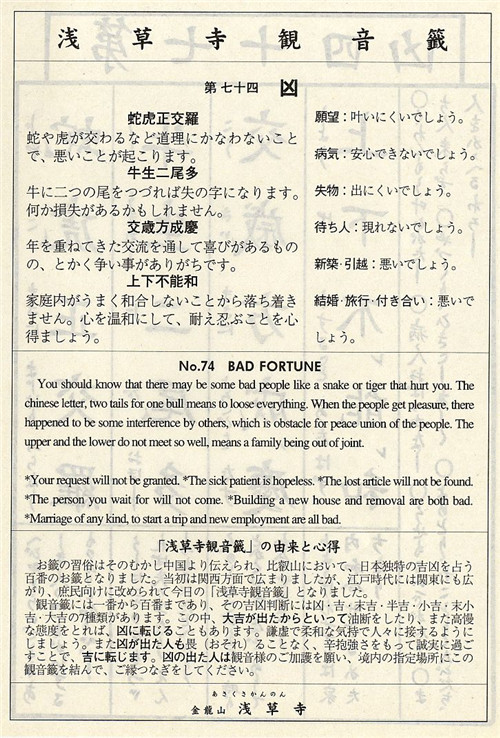 浅草寺観音籤
第七十四 凶
蛇虎正交羅
蛇や虎が交わるなど道理にかなわないこと
で、悪いことが起こります。
牛生二尾多
牛に二つの尾をつづれば失の字になります。
何か損失があるかもしれません。
交歳方成慶
年を重ねてきた交流を通して喜びがあるもの
の、とかく争い事がありがちです。
上下不能和
家庭内がうまく和合しないことから落ち着き
ません。心を温和にして、耐え忍ぶことを心
得ましょう。
願望：叶いにくいでしょう。
病気：安心できないでしょう。
失物：出にくいでしょう。
待ち人：現れないでしょう。
新築・引越：悪いでしょう。
結婚・旅行・付き合い：悪いで
しょう。
No.74 BAD FORTUNE
You should know that there may be some bad people like a snake or tiger that hurt you. The
chinese letter, two tails for one bull means to loose everything. When the people get pleasure, there
happened to be some interference by others, which is obstacle for peace union of the people. The
upper and the lower do not meet so well, means a family being out of joint.
*Your request will not be granted. *The sick patient is hopeless. *The lost article will not be found.
*The person you wait for will not come. *Building a new house and removal are both bad.
*Marriage of any kind, to start a trip and new employment are all bad.
「浅草寺観音籤」の由来と心得
お籤の習俗はそのむかし中国より伝えられ、比叡山において、日本独特の吉凶を占う
百番のお籤となりました。当初は関西方面で広まりましたが、江戸時代には関東にも広
がり、庶民向けに改められて今日の「浅草寺観音籤」となりました。
観音籤には一番から百番まであり、その吉凶判断には凶・吉・末吉・半吉・小吉・末小
吉・大吉の7種類があります。この中、大吉が出たからといって油断をしたり、また高慢
な態度をとれば、凶に転じることもあります。謙虚で柔和な気持で人々に接するように
しましょう。また凶が出た人も畏（おそれ）ることなく、辛抱強さをもって誠実に過ご
すことで、吉に転じます。凶の出た人は観音様のご加護を願い、境内の指定場所にこの
観音籤を結んで、ご縁つなぎをしてください。
あさくさかんのん
金龍山 浅草寺